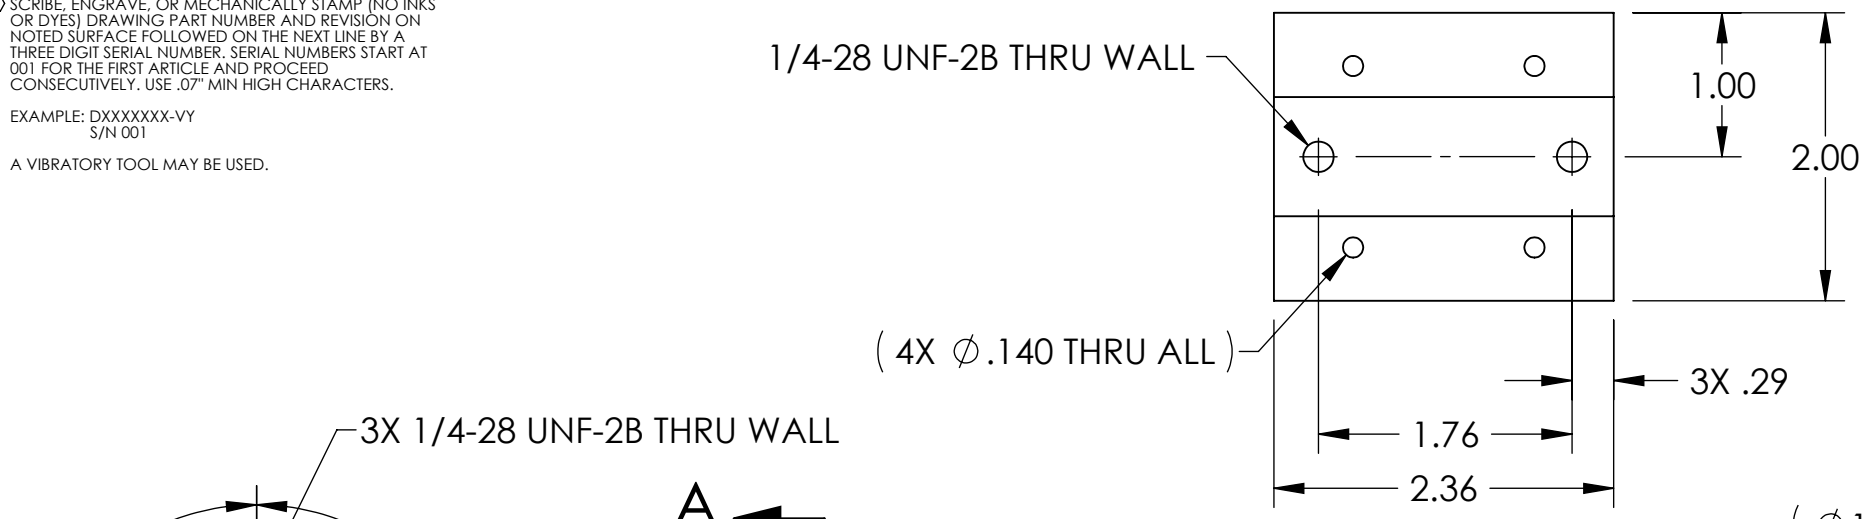 SCRIBE, ENGRAVE, OR MECHANICALLY STAMP (NO INKS
OR DYES) DRAWING PART NUMBER AND REVISION ON
NOTED SURFACE FOLLOWED ON THE NEXT LINE BY A
THREE DIGIT SERIAL NUMBER. SERIAL NUMBERS START AT
001 FOR THE FIRST ARTICLE AND PROCEED
CONSECUTIVELY. USE .07" MIN HIGH CHARACTERS.
EXAMPLE: DXXXXXXX-VY
S/N 001
A VIBRATORY TOOL MAY BE USED.
1/4-28 UNF-2B THRU WALL
1.00
2.00
( 4X ∅.140 THRU ALL )
3X .29
1.76
2.36
3X 1/4-28 UNF-2B THRU WALL
A